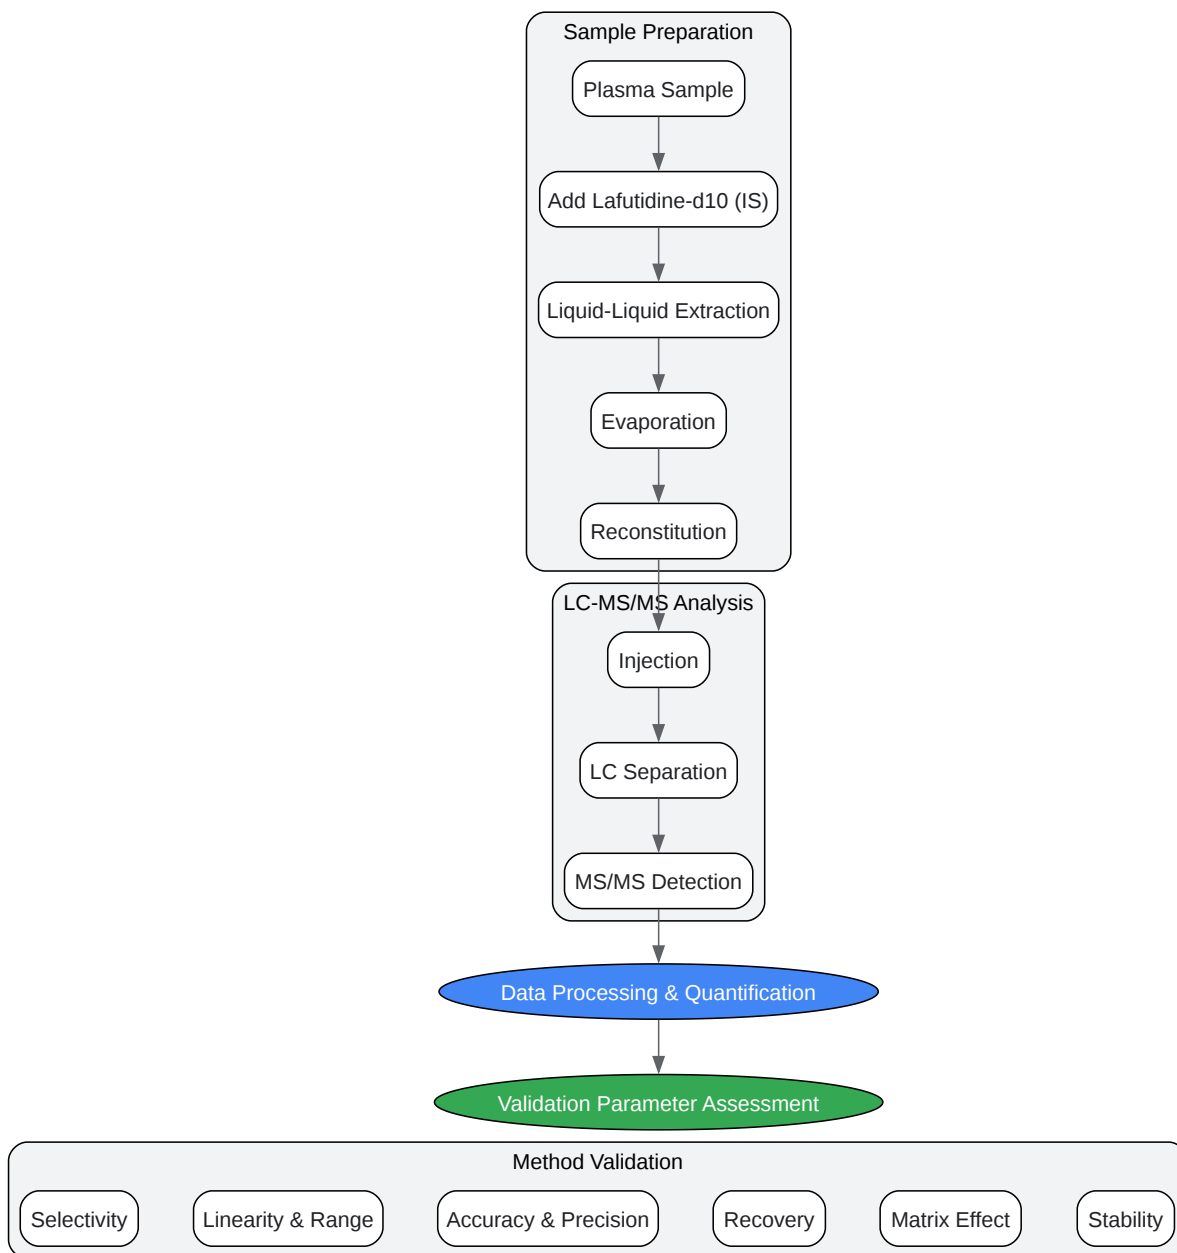 Sample Preparation
Plasma Sample
Add Lafutidine-d10 (IS)
Liquid-Liquid Extraction
Evaporation
Reconstitution
LC-MS/MS Analysis
Injection
LC Separation
MS/MS Detection
Data Processing & Quantification
Validation Parameter Assessment
Method Validation
Selectivity
Linearity & Range
Accuracy & Precision
Recovery
Matrix Effect
Stability